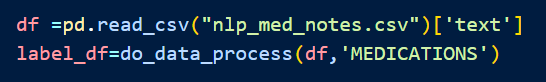 df =pd.read_csv("nlp_med_notes.csv")['text']
label_df=do_data_process(df,'MEDICATIONS')